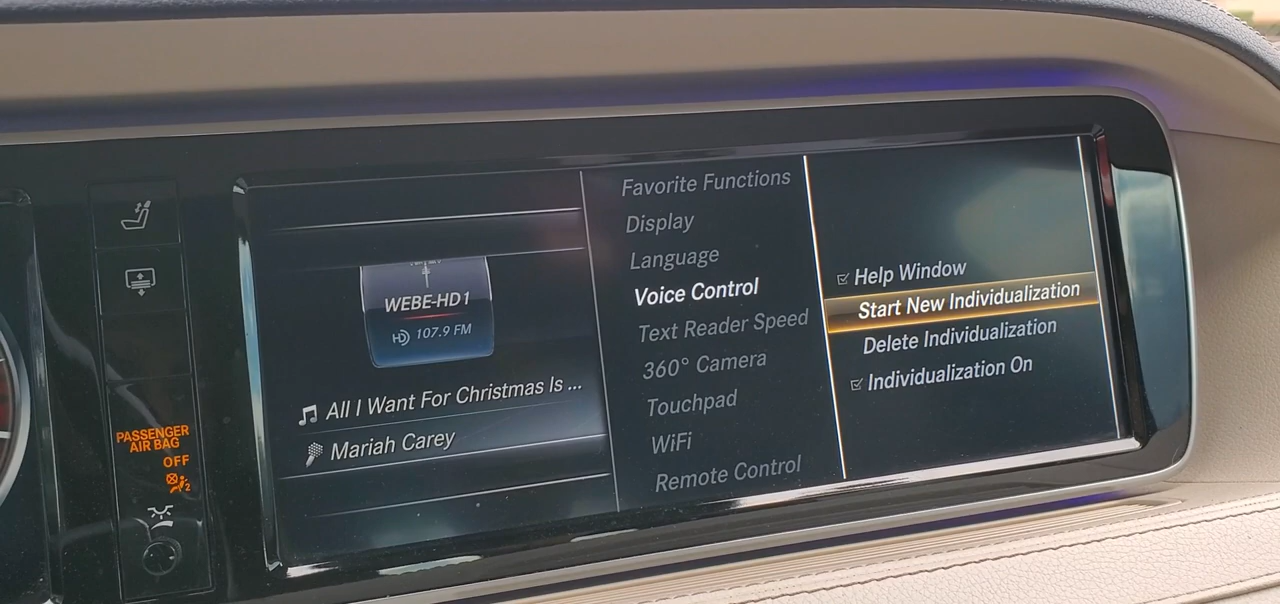 PASSENGER
AIR BAG
OFF
2
WEBE-HD1
HD 107.9 FM
All I Want For Christmas Is ...
Mariah Carey
Favorite Functions
Display
Language
Voice Control
Text Reader Speed
360° Camera
Touchpad
WiFi
Remote Control
Help Window
Start New Individualization
Delete Individualization
Individualization On